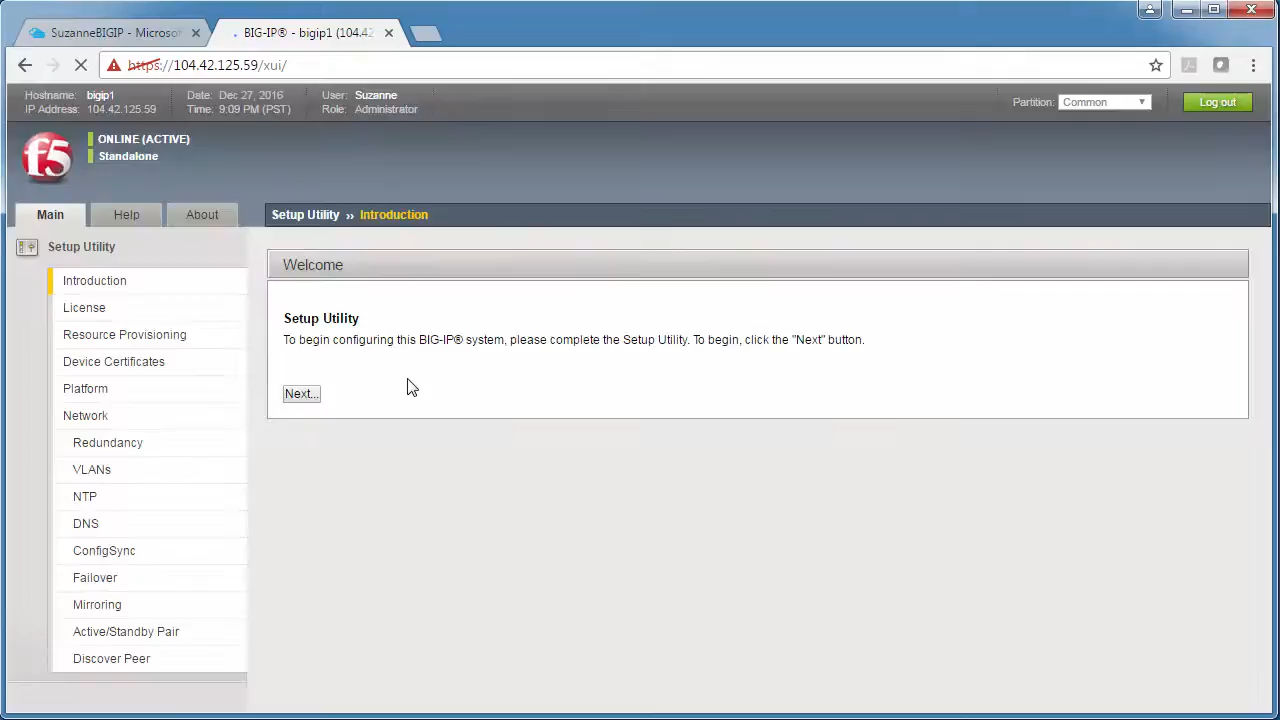 SuzanneBIGIP - Microsof
BIG-IP® - bigip1 (104.42
https://104.42.125.59/xui/
Hostname: bigip1 Date: Dec 27, 2016 User: Suzanne
IP Address: 104.42.125.59 Time: 9:09 PM (PST) Role: Administrator
Partition: Common
Log out
f5
ONLINE (ACTIVE)
Standalone
Main Help About
Setup Utility ›› Introduction
Setup Utility
Introduction
License
Resource Provisioning
Device Certificates
Platform
Network
Redundancy
VLANs
NTP
DNS
ConfigSync
Failover
Mirroring
Active/Standby Pair
Discover Peer
Welcome
Setup Utility
To begin configuring this BIG-IP® system, please complete the Setup Utility. To begin, click the "Next" button.
Next...